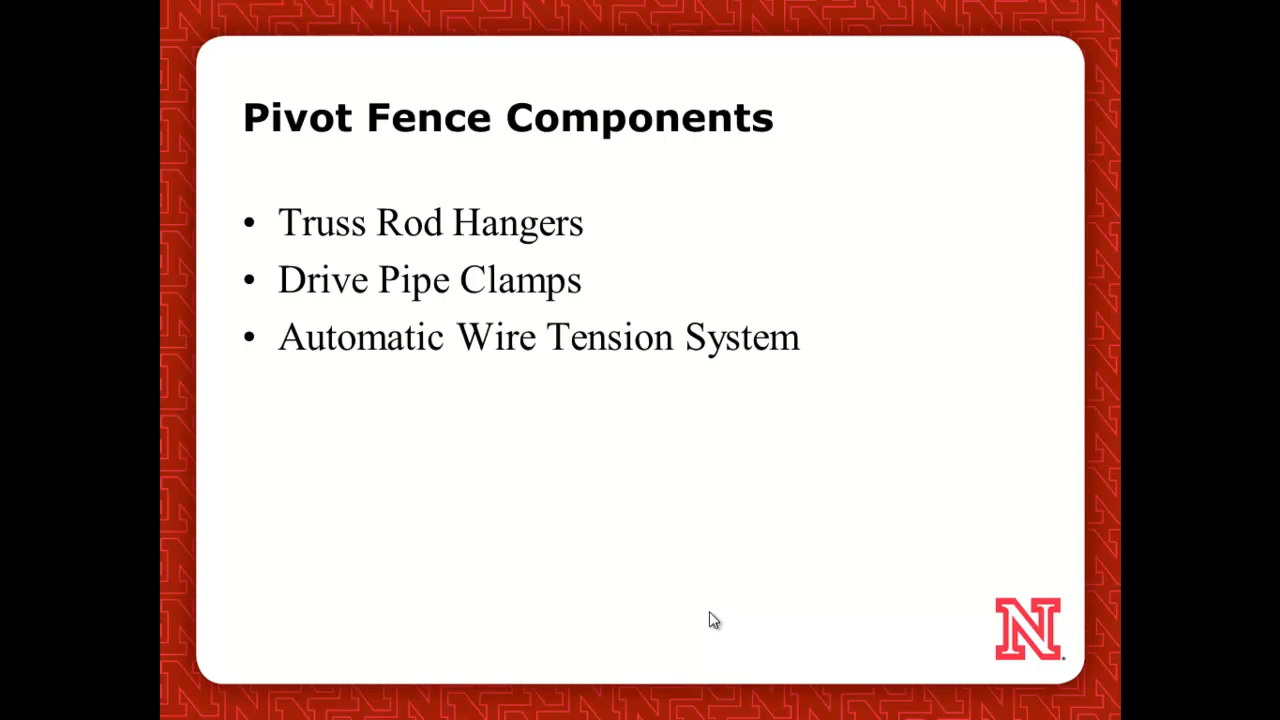 Pivot Fence Components
• Truss Rod Hangers
• Drive Pipe Clamps
• Automatic Wire Tension System
N